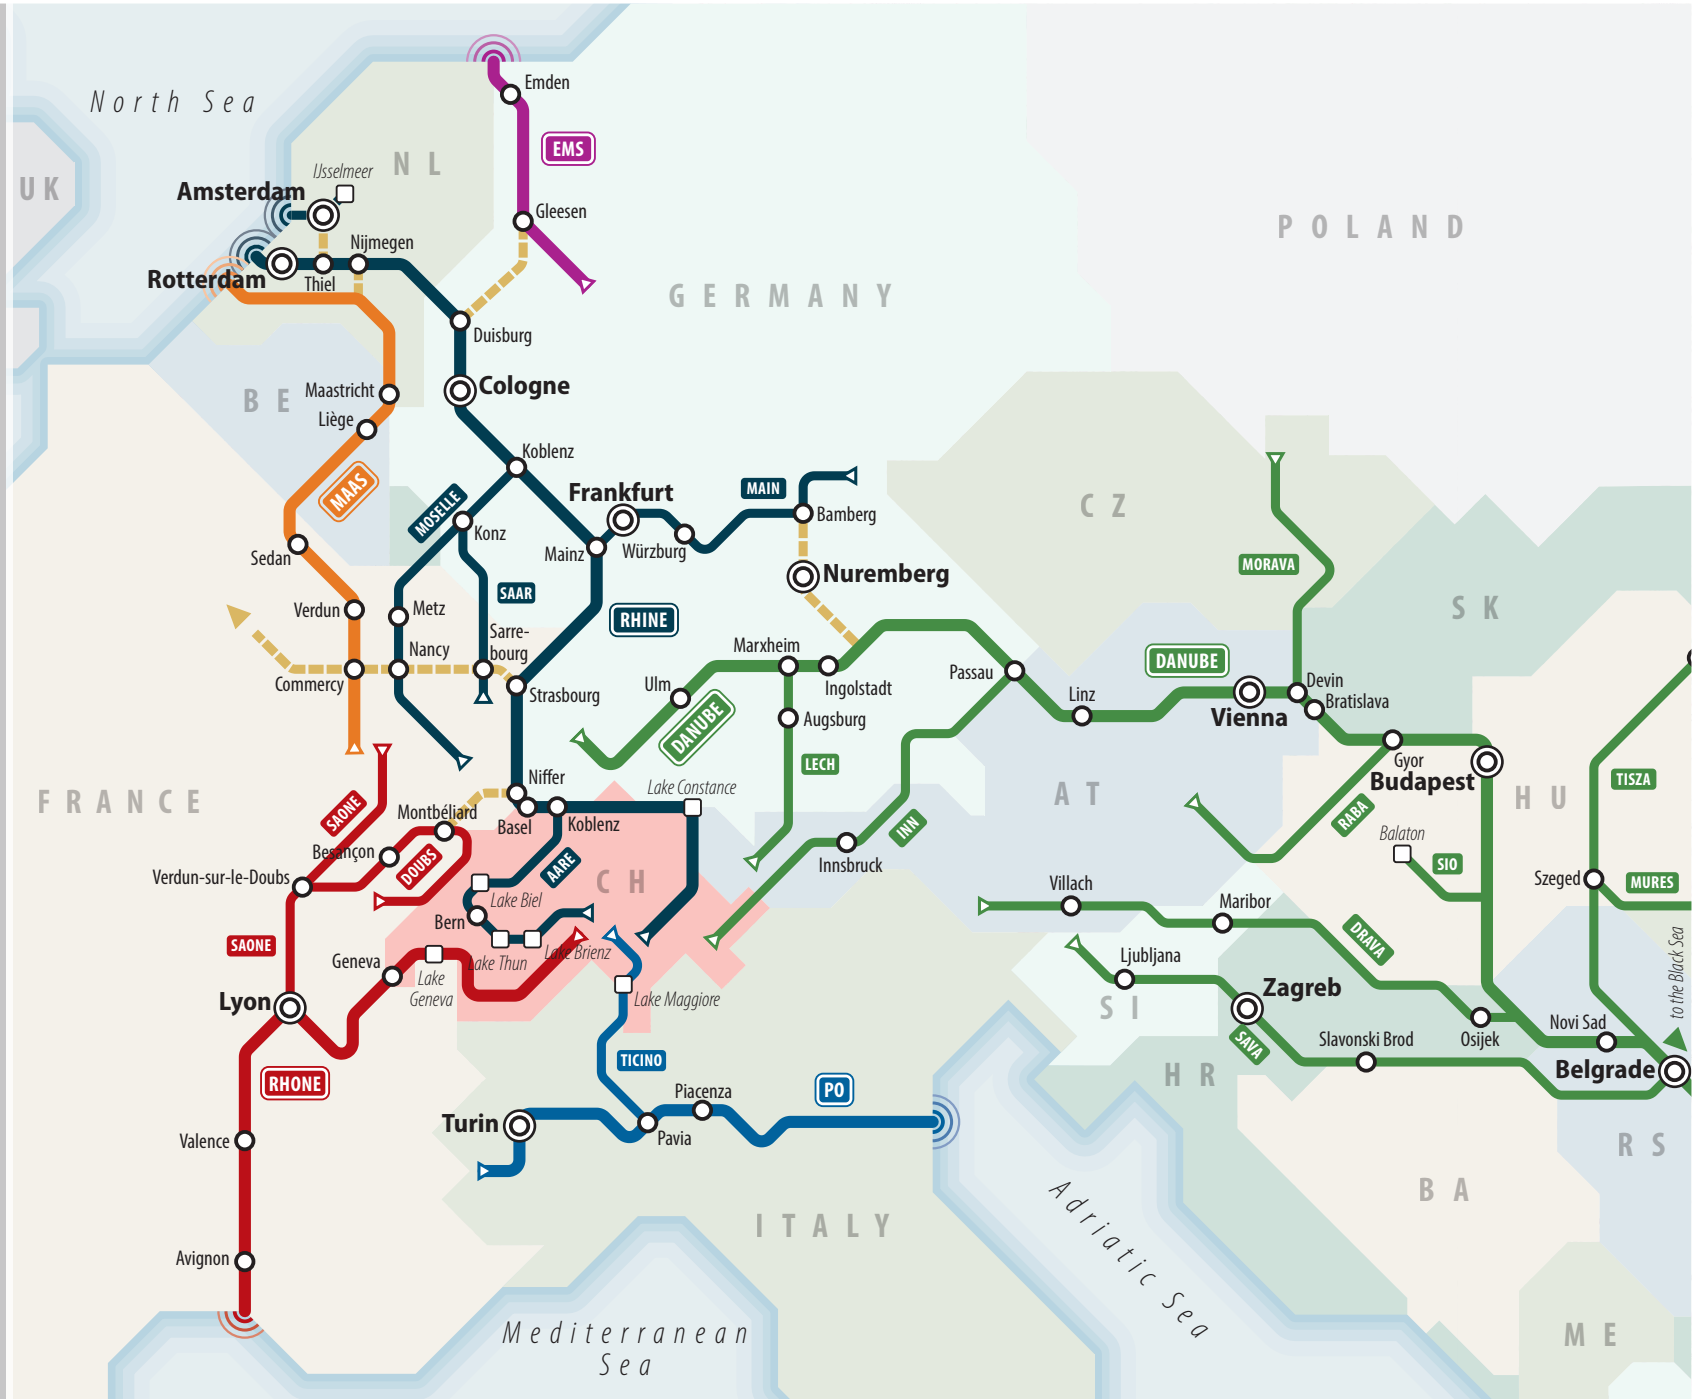 North Sea
Emden
EMS
NL
IJsselmeer
UK
Amsterdam
Gleesen
POLAND
Nijmegen
Rotterdam
Thiel
GERMANY
Duisburg
Cologne
Maastricht
BE
Liège
Koblenz
MAAS
Frankfurt
MAIN
MOSELLE
Bamberg
CZ
Konz
Mainz
Würzburg
Sedan
MORAVA
Nuremberg
SAAR
Verdun
Metz
RHINE
SK
Sarre-
bourg
Nancy
Marxheim
DANUBE
Passau
Commercy
Strasbourg
Ulm
Ingolstadt
Linz
Devin
Bratislava
Vienna
DANUBE
Augsburg
LECH
Gyor
Budapest
Niffer
Lake Constance
TISZA
FRANCE
AT
HU
SAONE
Montbéliard
Basel
Koblenz
RABA
INN
Balaton
Besançon
DOUBS
AARE
Innsbruck
SIO
Verdun-sur-le-Doubs
CH
Villach
Szeged
MURES
Lake Biel
Maribor
Bern
SAONE
DRAVA
Lake Brienz
Lake Thun
Geneva
Ljubljana
Lake
Geneva
Lake Maggiore
Zagreb
to the Black Sea
Lyon
SI
Novi Sad
Osijek
Slavonski Brod
SAVA
TICINO
Belgrade
RHONE
HR
PO
Piacenza
Turin
Pavia
Valence
RS
BA
Adriatic Sea
ITALY
Avignon
Mediterranean
Sea
ME